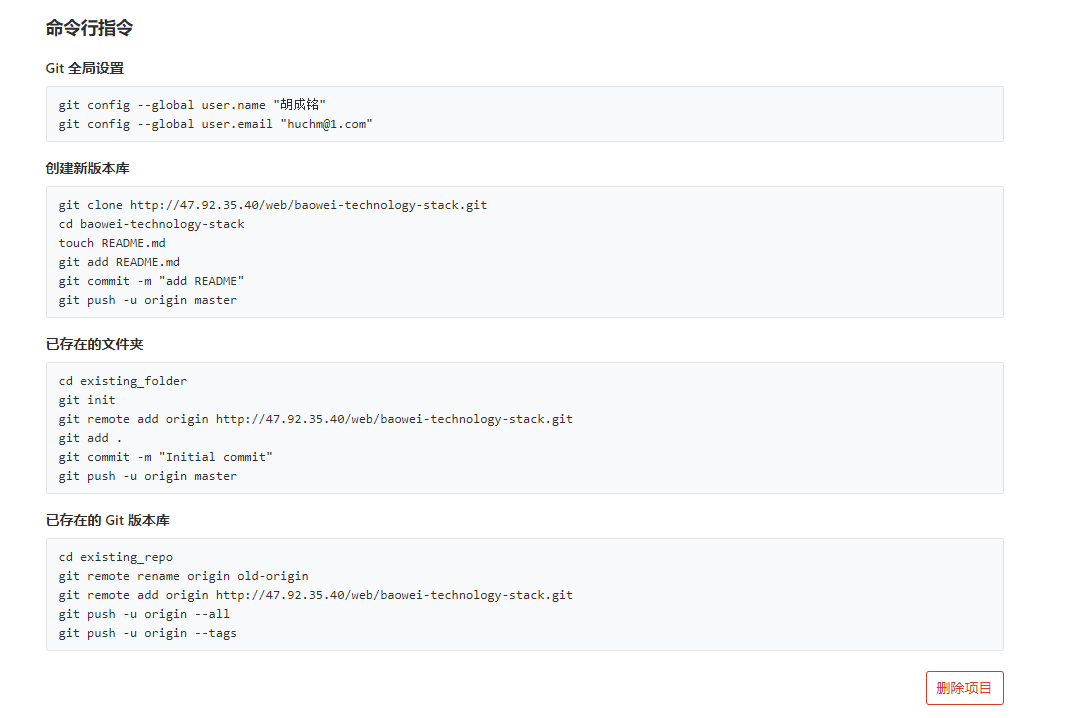 命令行指令
Git 全局设置
git config --global user.name "胡成铭"
git config --global user.email "huchm@1.com"
创建新版本库
git clone http://47.92.35.40/web/baowei-technology-stack.git
cd baowei-technology-stack
touch README.md
git add README.md
git commit -m "add README"
git push -u origin master
已存在的文件夹
cd existing_folder
git init
git remote add origin http://47.92.35.40/web/baowei-technology-stack.git
git add .
git commit -m "Initial commit"
git push -u origin master
已存在的 Git 版本库
cd existing_repo
git remote rename origin old-origin
git remote add origin http://47.92.35.40/web/baowei-technology-stack.git
git push -u origin --all
git push -u origin --tags
删除项目